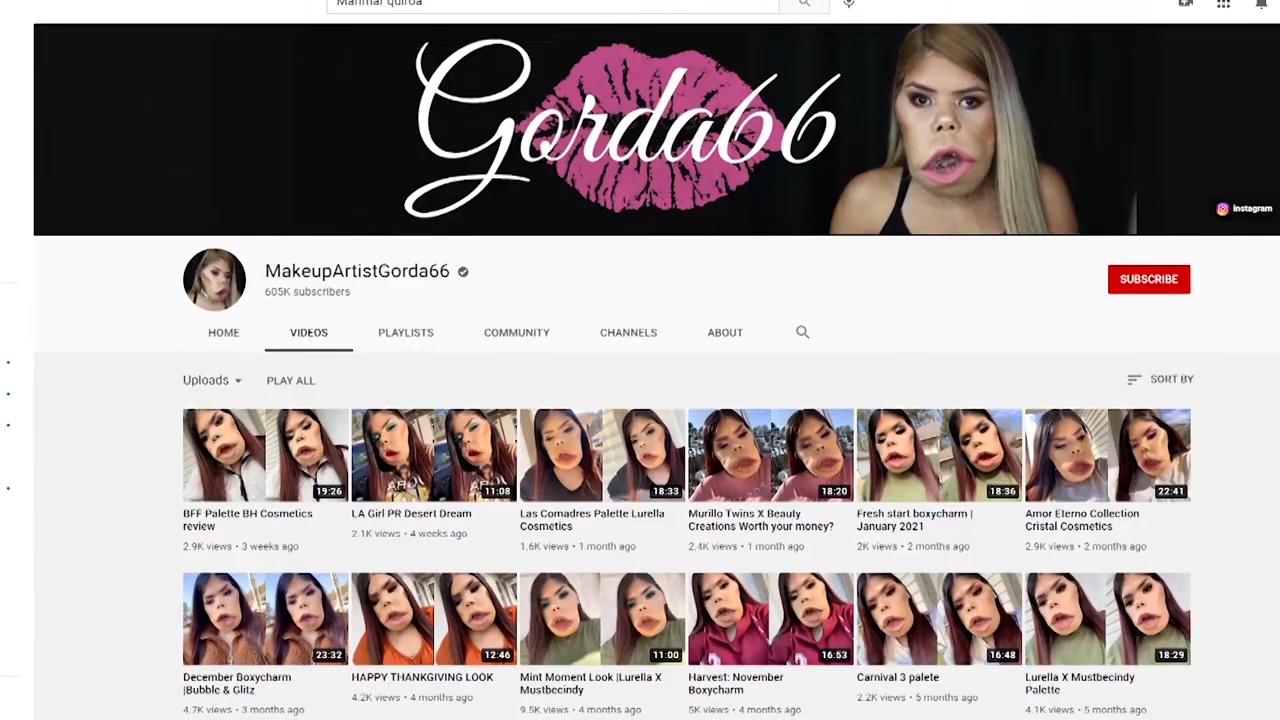 Marimar quiroa
Gorda66
instagram
MakeupArtistGorda66
605K subscribers
SUBSCRIBE
HOME VIDEOS PLAYLISTS COMMUNITY CHANNELS ABOUT
Uploads PLAY ALL SORT BY
19:26 11:08 18:33 18:20 18:36 22:41
BFF Palette BH Cosmetics
review
2.9K views • 3 weeks ago
LA Girl PR Desert Dream
2.1K views • 4 weeks ago
Las Comadres Palette Lurella
Cosmetics
1.6K views • 1 month ago
Murillo Twins X Beauty
Creations Worth your money?
2.4K views • 1 month ago
Fresh start boxycharm |
January 2021
2K views • 2 months ago
Amor Eterno Collection
Cristal Cosmetics
2.9K views • 2 months ago
23:32 12:46 11:00 16:53 16:48 18:29
December Boxycharm
|Bubble & Glitz
4.7K views • 3 months ago
HAPPY THANKGIVING LOOK
4.2K views • 4 months ago
Mint Moment Look |Lurella X
Mustbecindy
9.5K views • 4 months ago
Harvest: November
Boxycharm
5K views • 4 months ago
Carnival 3 palete
2.2K views • 5 months ago
Lurella X Mustbecindy
Palette
4.1K views • 5 months ago